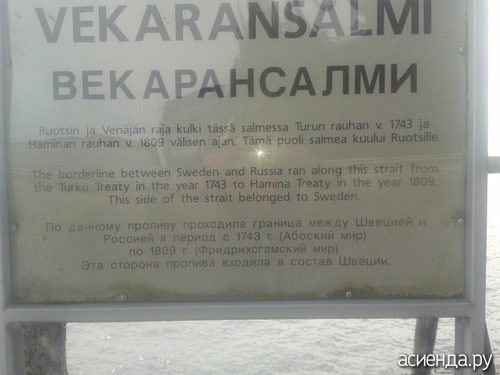 VEKARANSALMI
ВЕКАРАНСАЛМИ
Ruotsin ja Venäjän raja kulki tässä salmessa Turun rauhan v. 1743 ja
Haminan rauhan v. 1809 välisen ajan. Tämä puoli salmea kuului Ruotsille.
The borderline between Sweden and Russia ran along this strait from
the Turku Treaty in the year 1743 to Hamina Treaty in the year 1809.
This side of the strait belonged to Sweden.
По данному проливу проходила граница между Швецией и
Россией в период с 1743 г. (Абоский мир)
по 1809 г. (Фридрихсгамский мир).
Эта сторона пролива входила в состав Швеции.
асиенда.ру